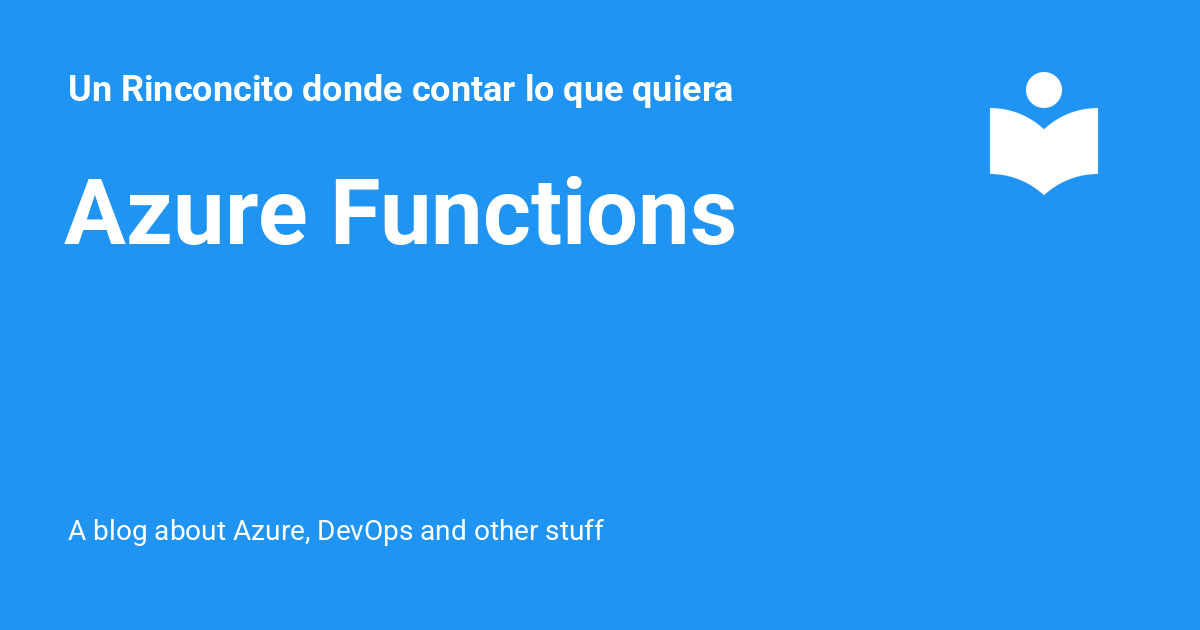 Un Rinconcito donde contar lo que quiera
Azure Functions
A blog about Azure, DevOps and other stuff